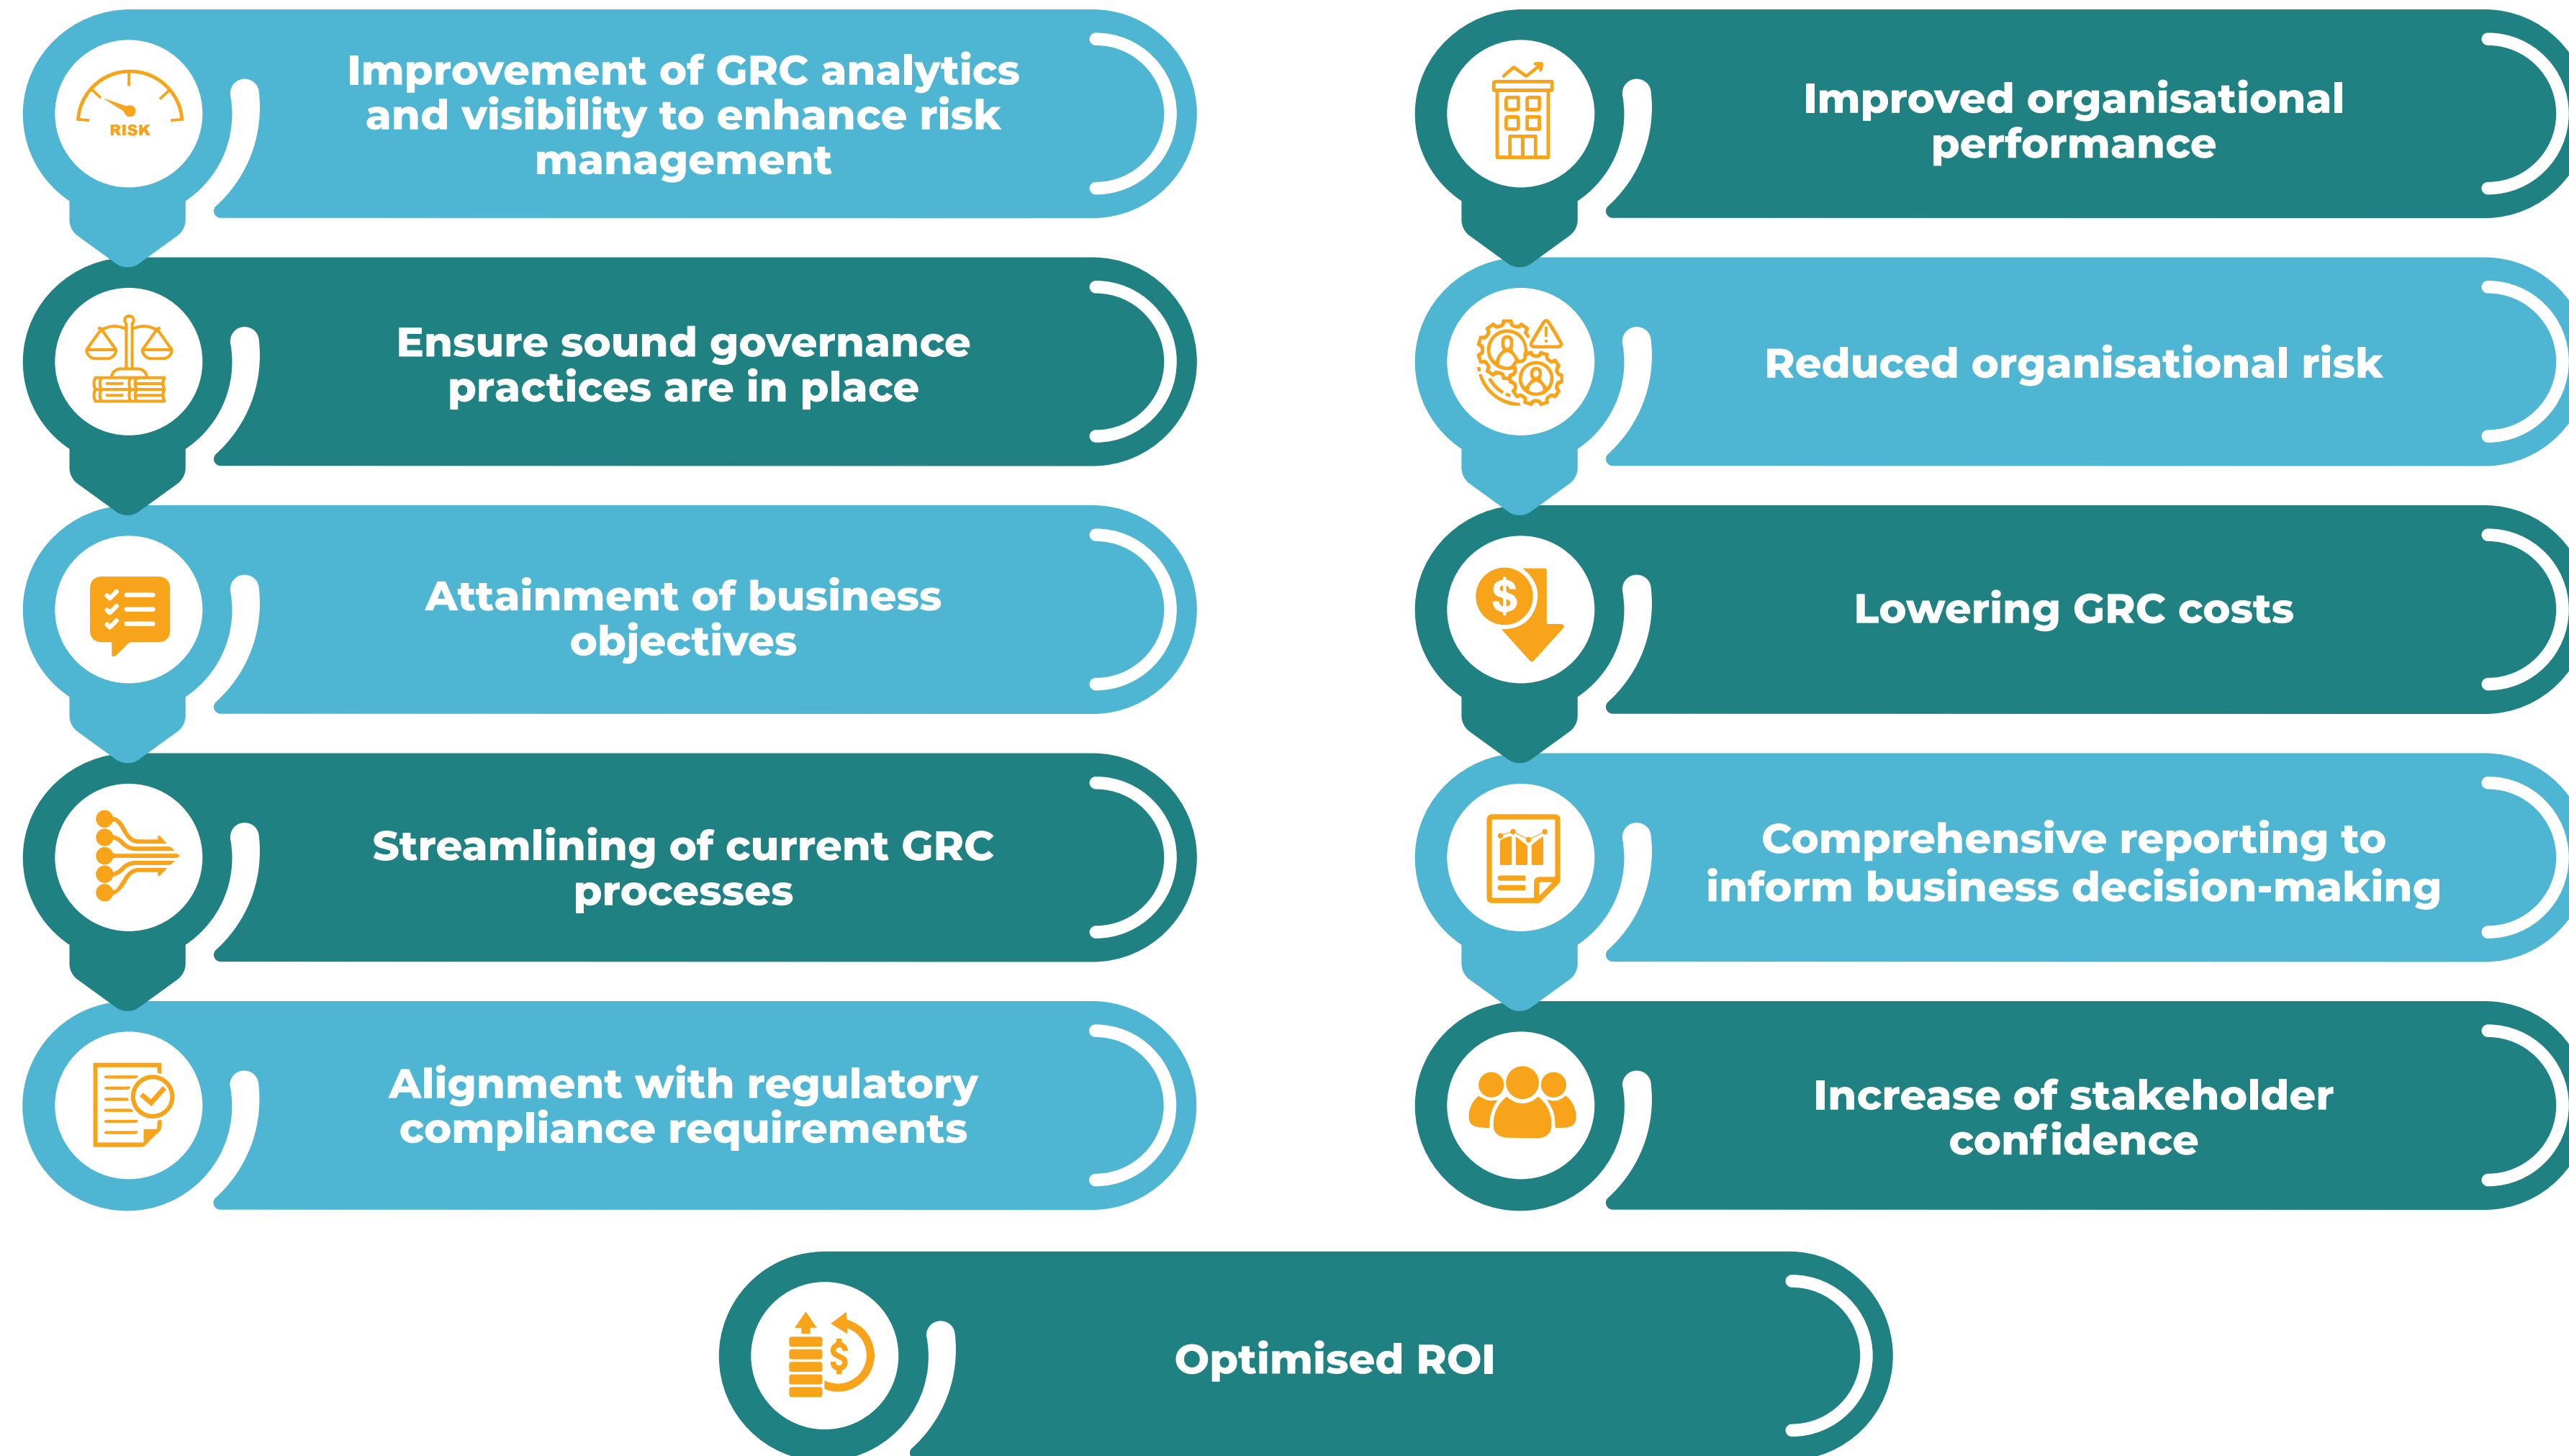 RISK
Improvement of GRC analytics
and visibility to enhance risk
management
Ensure sound governance
practices are in place
Attainment of business
objectives
Streamlining of current GRC
processes
Alignment with regulatory
compliance requirements
Improved organisational
performance
Reduced organisational risk
$
Lowering GRC costs
Comprehensive reporting to
inform business decision-making
Increase of stakeholder
confidence
$
Optimised ROI